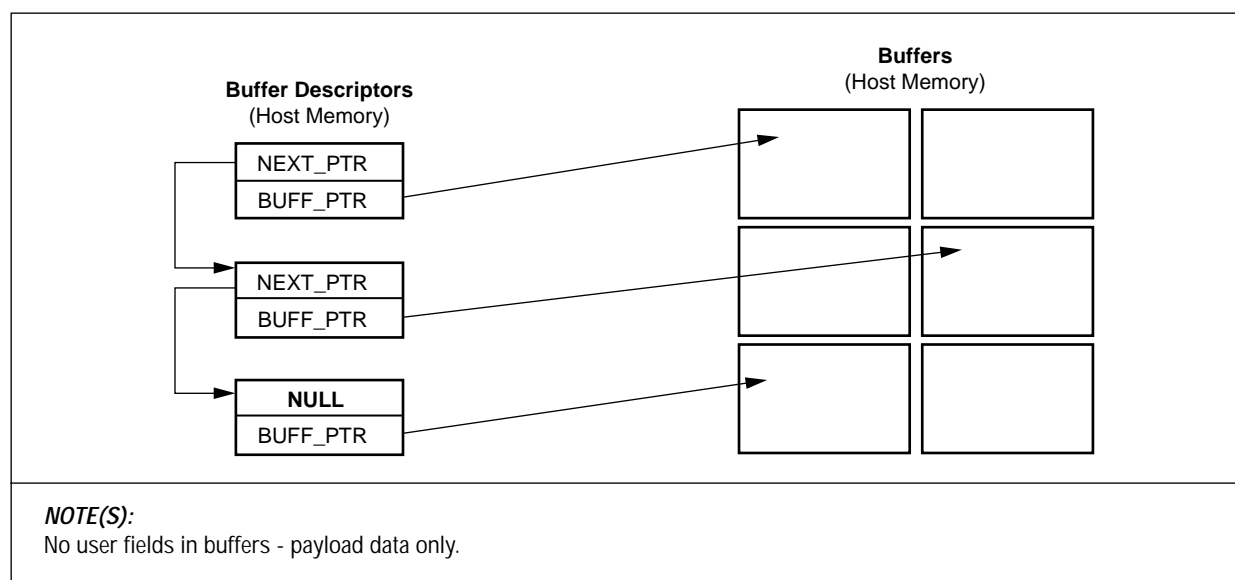 Buffer Descriptors
(Host Memory)
NEXT_PTR
BUFF_PTR
NEXT_PTR
BUFF_PTR
NULL
BUFF_PTR
Buffers
(Host Memory)
NOTE(S):
No user fields in buffers - payload data only.